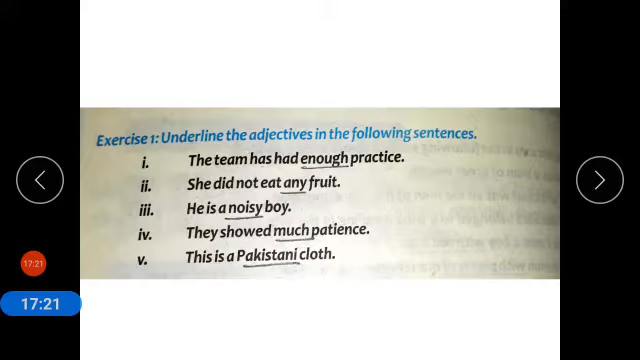 Exercise 1: Underline the adjectives in the following sentences.
i. The team has had enough practice.
ii. She did not eat any fruit.
iii. He is a noisy boy.
iv. They showed much patience.
v. This is a Pakistani cloth.
17:21
17:21